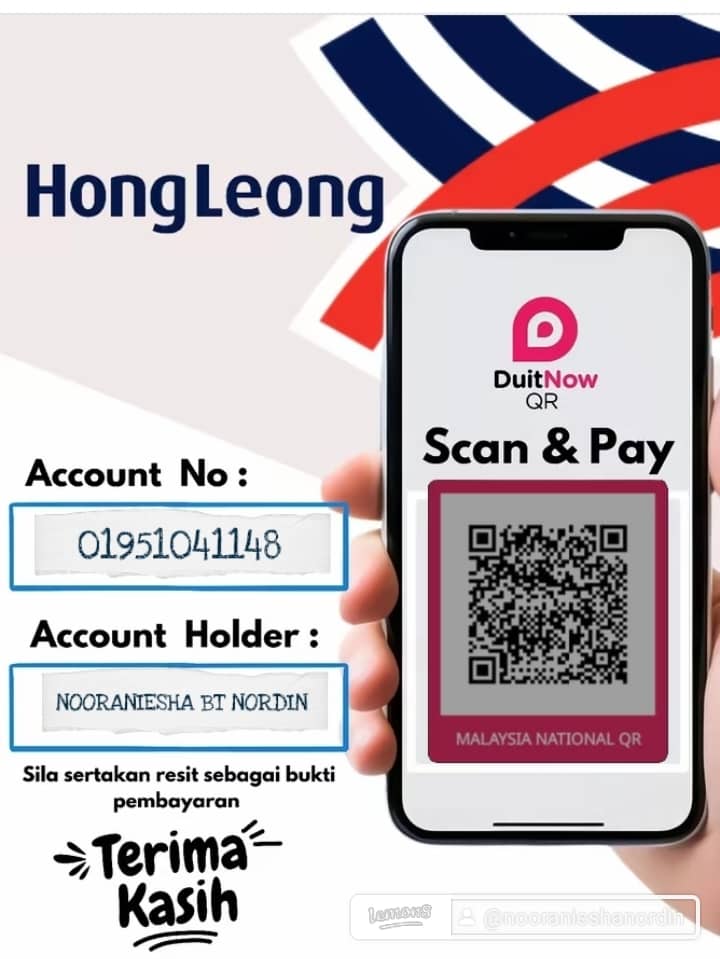 HongLeong
DuitNow
QR
Scan & Pay
Account No :
01951041148
Account Holder :
NOORANIESHA BT NORDIN
MALAYSIA NATIONAL QR
Sila sertakan resit sebagai bukti
pembayaran
Terima
Kasih
lemon8
@nooranieshanordin